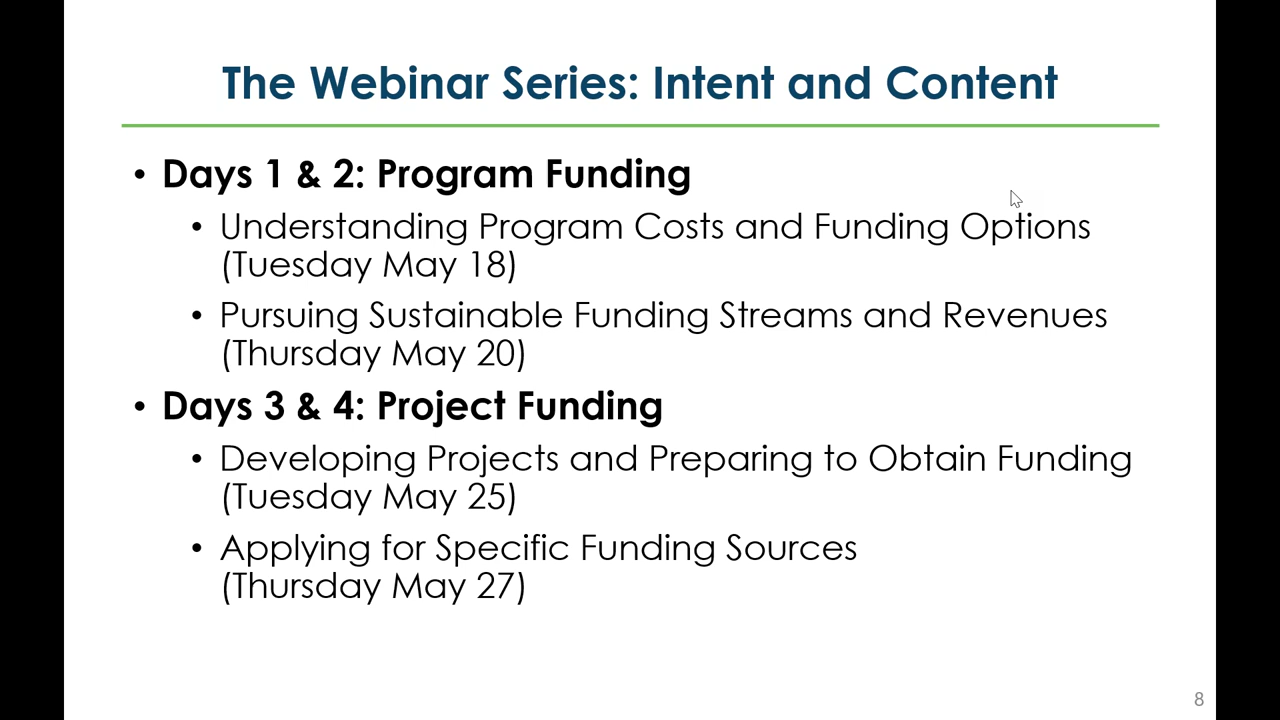 The Webinar Series: Intent and Content
• Days 1 & 2: Program Funding
• Understanding Program Costs and Funding Options
(Tuesday May 18)
• Pursuing Sustainable Funding Streams and Revenues
(Thursday May 20)
• Days 3 & 4: Project Funding
• Developing Projects and Preparing to Obtain Funding
(Tuesday May 25)
• Applying for Specific Funding Sources
(Thursday May 27)
8